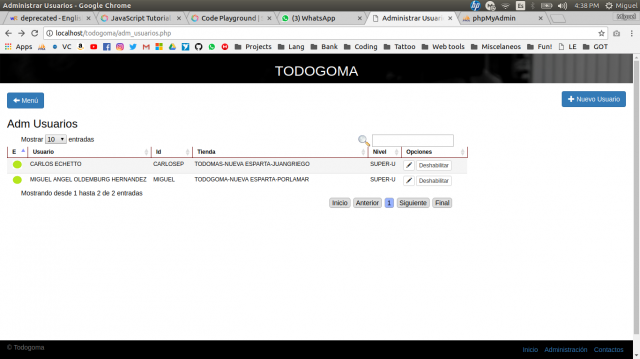 Administrar Usuarios - Google Chrome
4:38 PM Miguel
deprecated - English
JavaScript Tutorial
Code Playground |
(3) WhatsApp
Administrar Usuario
phpMyAdmin
Miguel
localhost/todogoma/adm_usuarios.php
Apps VC Projects Lang Bank Coding Tattoo Web tools Miscelaneos Fun! LE GOT
TODOGOMA
Menú
Nuevo Usuario
Adm Usuarios
Mostrar 10 entradas
E Usuario Id Tienda Nivel Opciones
CARLOS ECHETTO CARLOSEP TODOMAS-NUEVA ESPARTA-JUANGRIEGO SUPER-U Deshabilitar
MIGUEL ANGEL OLDEMBURG HERNANDEZ MIGUEL TODOGOMA-NUEVA ESPARTA-PORLAMAR SUPER-U Deshabilitar
Mostrando desde 1 hasta 2 de 2 entradas
Inicio Anterior 1 Siguiente Final
© Todogoma
Inicio Administración Contactos